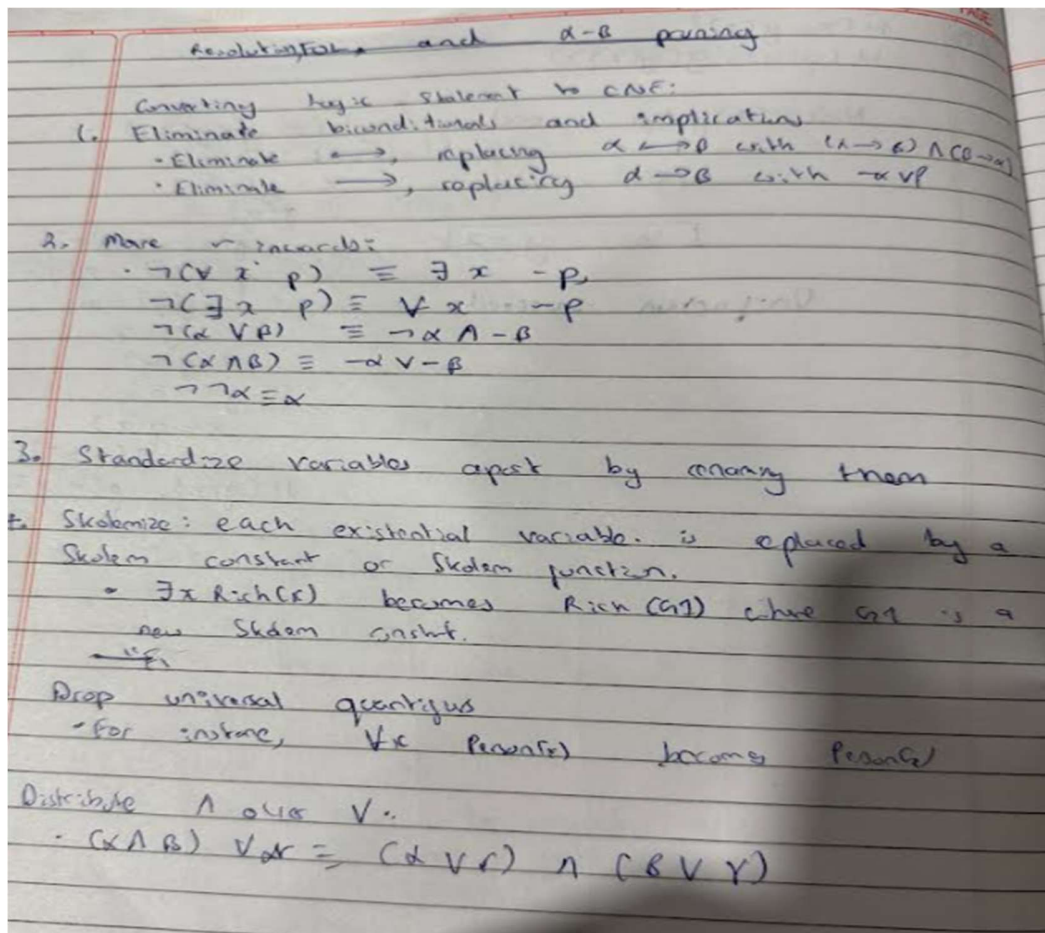 Resolution, FOL, and α-β pruning
Converting logic statement to CNF:
1. Eliminate biconditionals and implications
• Eliminate ↔, replacing α ↔ β with (α → β) ∧ (β → α)
• Eliminate →, replacing α → β with ¬α ∨ β
2. Move ¬ inwards:
• ¬(∀ x p) ≡ ∃ x ¬p,
¬(∃ x p) ≡ ∀ x ¬p
¬(α ∨ β) ≡ ¬α ∧ ¬β
¬(α ∧ β) ≡ ¬α ∨ ¬β
¬¬α ≡ α
3. Standardize variables apart by renaming them
Skolemize: each existential variable is replaced by a
Skolem constant or Skolem function.
• ∃x Rich(x) becomes Rich (G1) where G1 is a
new Skolem constant.
Drop universal quantifiers
- For instance, ∀x Person(x) becomes Person(x)
Distribute ∧ over ∨:
• (α ∧ β) ∨ γ ≡ (α ∨ γ) ∧ (β ∨ γ)